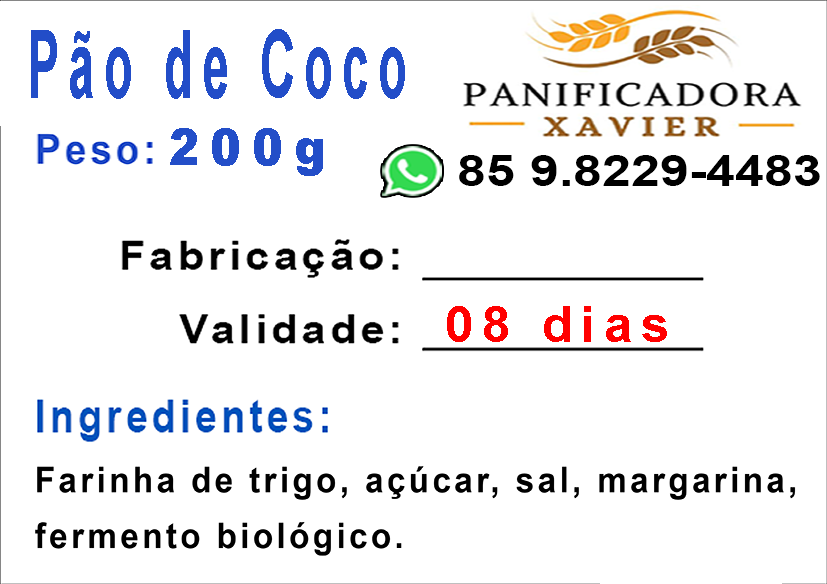 Pão de Coco
PANIFICADORA
XAVIER
Peso: 200g
85 9.8229-4483
Fabricação:
Validade: 08 dias
Ingredientes:
Farinha de trigo, açúcar, sal, margarina,
fermento biológico.